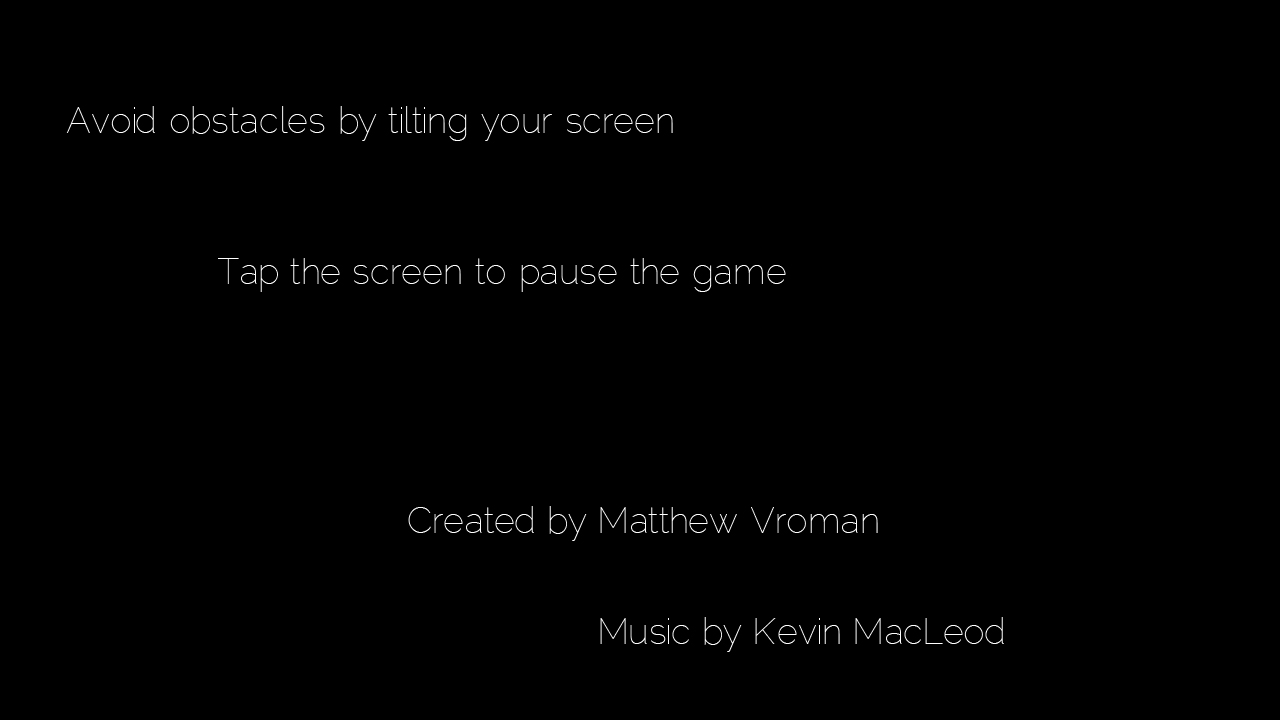 Avoid obstacles by tilting your screen
Tap the screen to pause the game
Created by Matthew Vroman
Music by Kevin MacLeod